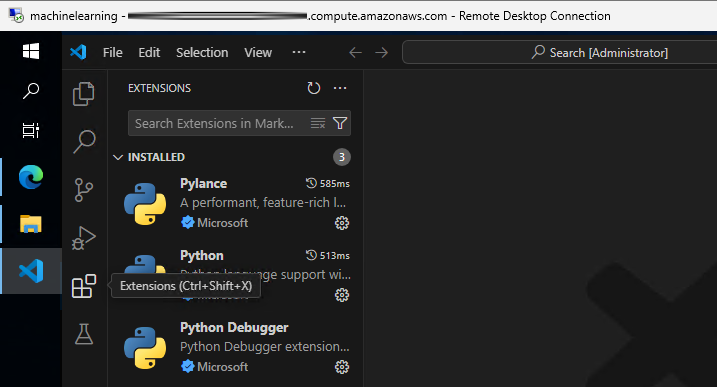 machinelearning - .compute.amazonaws.com - Remote Desktop Connection
File Edit Selection View ... Search [Administrator]
EXTENSIONS
Search Extensions in Mark...
INSTALLED 3
Pylance 585ms
A performant, feature-rich l...
Microsoft
Python 513ms
Python language support wi...
Microsoft
Extensions (Ctrl+Shift+X)
Python Debugger
Python Debugger extension...
Microsoft